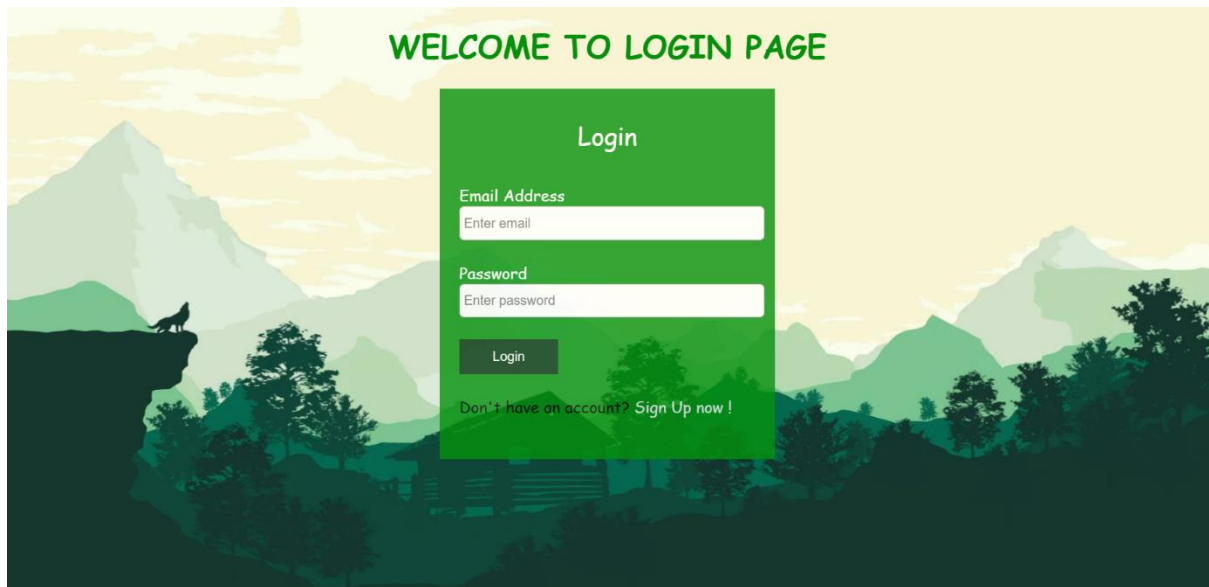 WELCOME TO LOGIN PAGE
Login
Email Address
Enter email
Password
Enter password
Login
Don't have an account? Sign Up now !